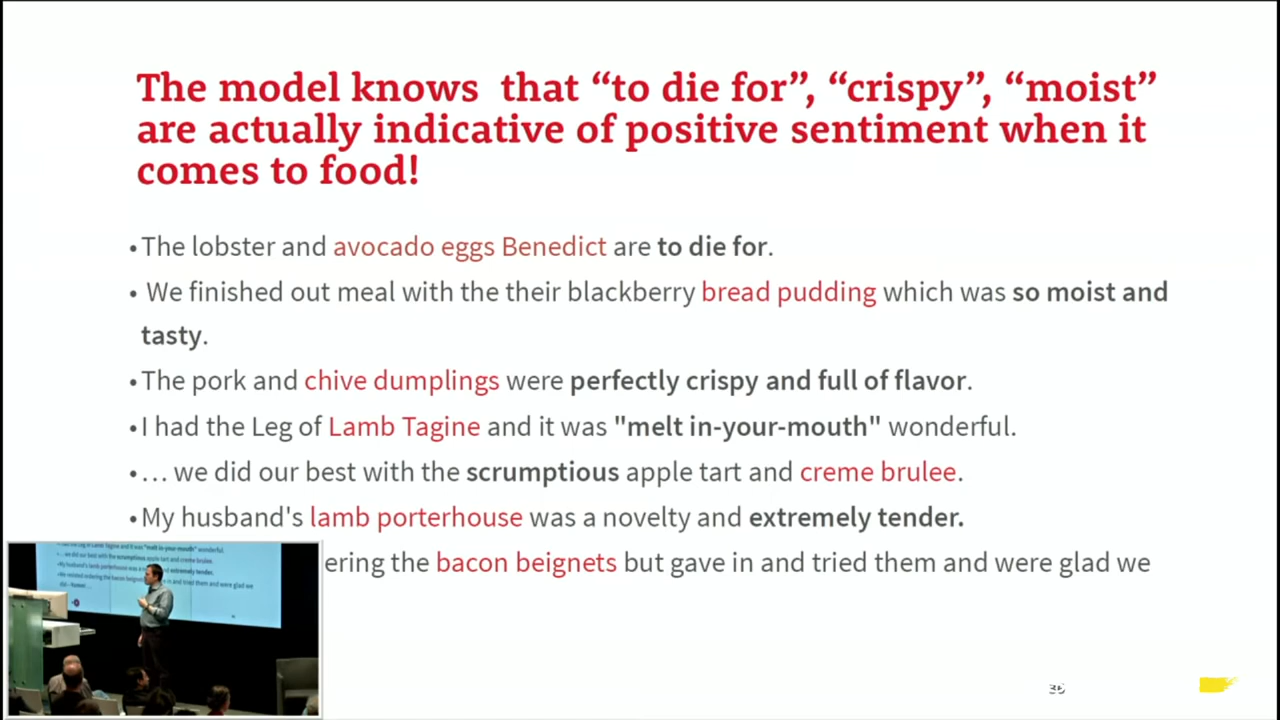 The model knows that “to die for”, “crispy”, “moist”
are actually indicative of positive sentiment when it
comes to food!
•The lobster and avocado eggs Benedict are to die for.
• We finished out meal with the their blackberry bread pudding which was so moist and
tasty.
•The pork and chive dumplings were perfectly crispy and full of flavor.
•I had the Leg of Lamb Tagine and it was "melt in-your-mouth" wonderful.
•… we did our best with the scrumptious apple tart and creme brulee.
•My husband's lamb porterhouse was a novelty and extremely tender.
ering the bacon beignets but gave in and tried them and were glad we